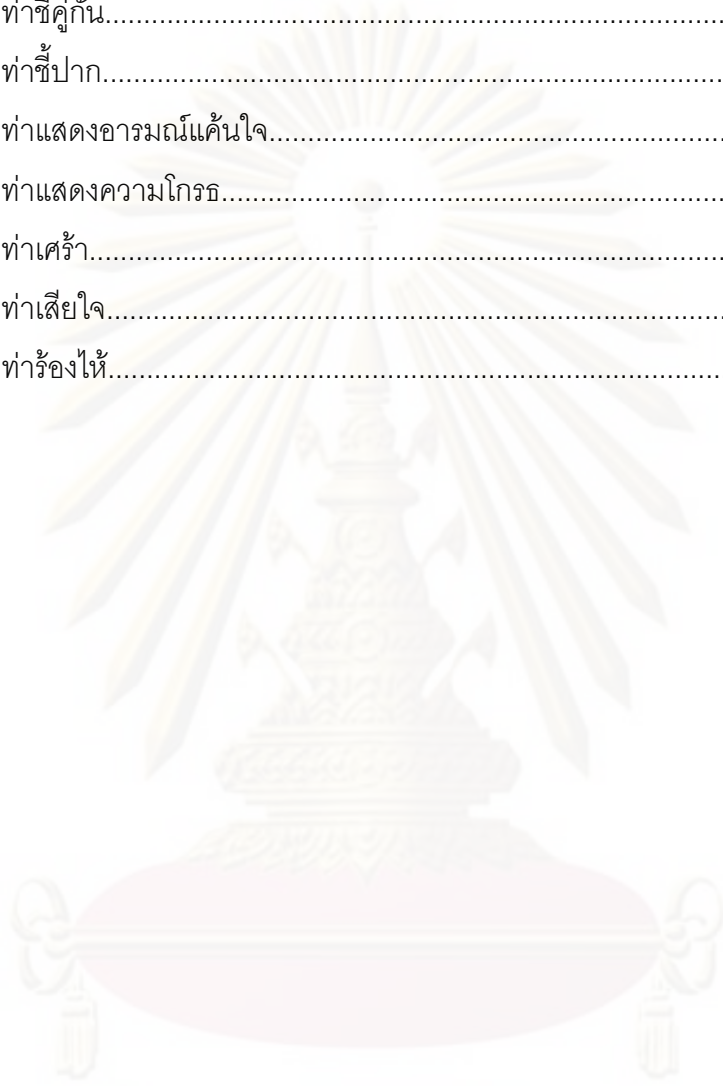 ท่าชี้คู่กัน................................................................................
ท่าชี้ปาก................................................................................
ท่าแสดงอารมณ์แค้นใจ.......................................................
ท่าแสดงความโกรธ................................................................
ท่าเศร้า..................................................................................
ท่าเสียใจ...............................................................................
ท่าร้องไห้...............................................................................